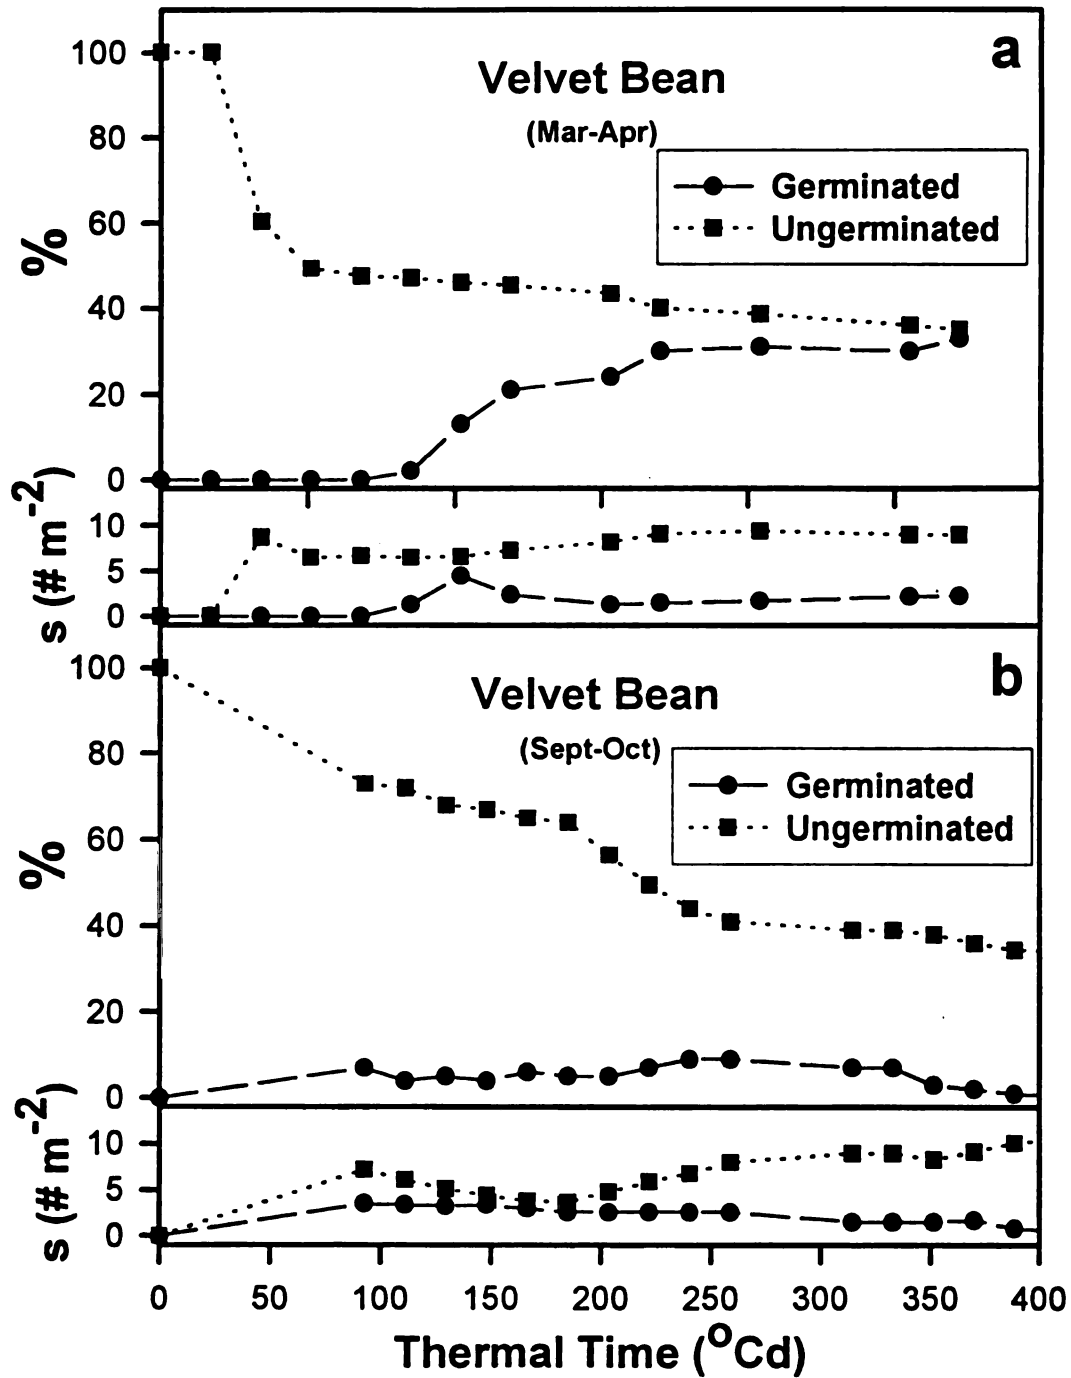 a
Velvet Bean
(Mar-Apr)
Germinated
Ungerminated
100
80
60
40
20
0
%
10
5
0
s (# m-2)
b
Velvet Bean
(Sept-Oct)
Germinated
Ungerminated
100
80
60
40
20
0
%
10
5
0
s (# m-2)
0 50 100 150 200 250 300 350 400
Thermal Time (oCd)